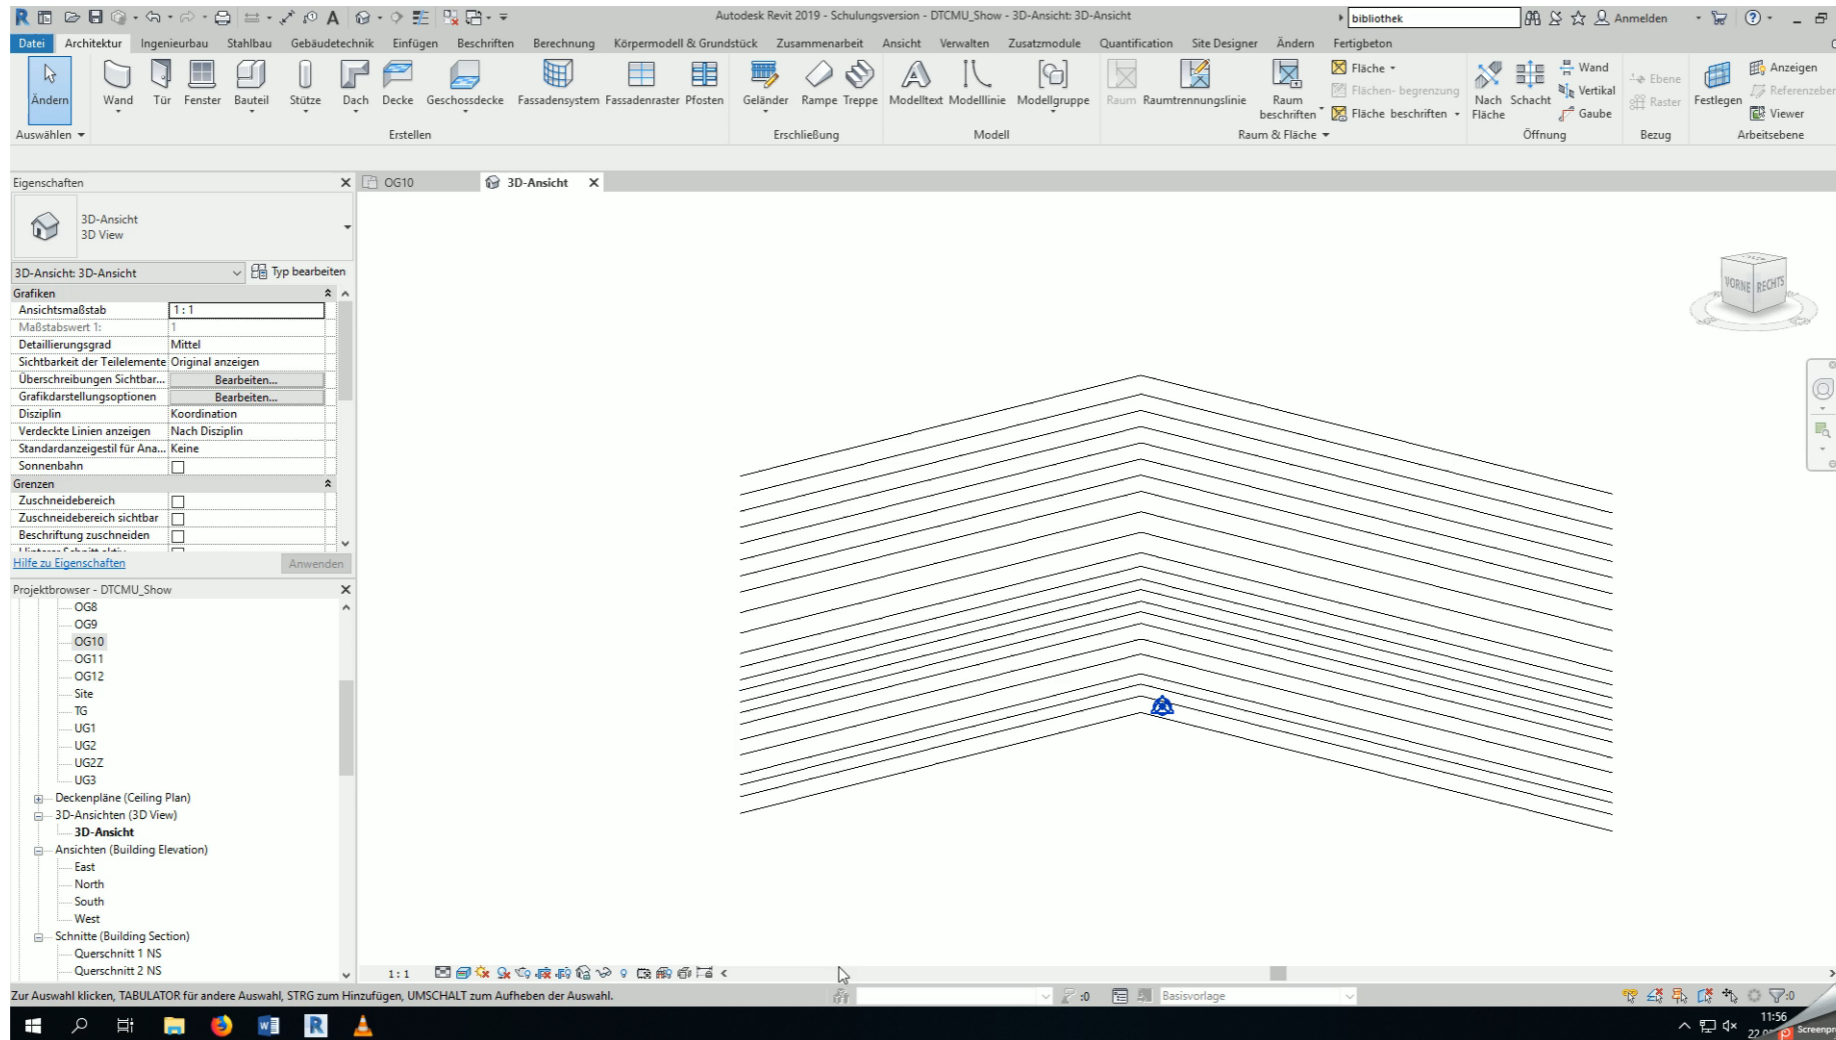 Autodesk Revit 2019 - Schulungsversion - DTCMU_Show - 3D-Ansicht: 3D-Ansicht
bibliothek
Anmelden
Datei Architektur Ingenieurbau Stahlbau Gebäudetechnik Einfügen Beschriften Berechnung Körpermodell & Grundstück Zusammenarbeit Ansicht Verwalten Zusatzmodule Quantification Site Designer Ändern Fertigbeton
Ändern Wand Tür Fenster Bauteil Stütze Dach Decke Geschossdecke Fassadensystem Fassadenraster Pfosten Geländer Rampe Treppe Modelltext Modelllinie Modellgruppe Raum Raumtrennungslinie Raum beschriften
Fläche
Flächen- begrenzung
Fläche beschriften
Nach Fläche Schacht
Wand
Vertikal
Gaube
Ebene
Raster
Festlegen
Anzeigen
Referenzeber
Viewer
Auswählen Erstellen Erschließung Modell Raum & Fläche Öffnung Bezug Arbeitsebene
Eigenschaften
OG10 3D-Ansicht
3D-Ansicht
3D View
3D-Ansicht: 3D-Ansicht Typ bearbeiten
Grafiken
Ansichtsmaßstab 1 : 1
Maßstabswert 1: 1
Detaillierungsgrad Mittel
Sichtbarkeit der Teilelemente Original anzeigen
Überschreibungen Sichtbar... Bearbeiten...
Grafikdarstellungsoptionen Bearbeiten...
Disziplin Koordination
Verdeckte Linien anzeigen Nach Disziplin
Standardanzeigestil für Ana... Keine
Sonnenbahn
Grenzen
Zuschneidebereich
Zuschneidebereich sichtbar
Beschriftung zuschneiden
Hilfe zu Eigenschaften Anwenden
VORNE RECHTS
Projektbrowser - DTCMU_Show
OG8
OG9
OG10
OG11
OG12
Site
TG
UG1
UG2
UG2Z
UG3
Deckenpläne (Ceiling Plan)
3D-Ansichten (3D View)
3D-Ansicht
Ansichten (Building Elevation)
East
North
South
West
Schnitte (Building Section)
Querschnitt 1 NS
Querschnitt 2 NS
1 : 1
Zur Auswahl klicken, TABULATOR für andere Auswahl, STRG zum Hinzufügen, UMSCHALT zum Aufheben der Auswahl.
:0
Basisvorlage
:0
11:56
Screenpr